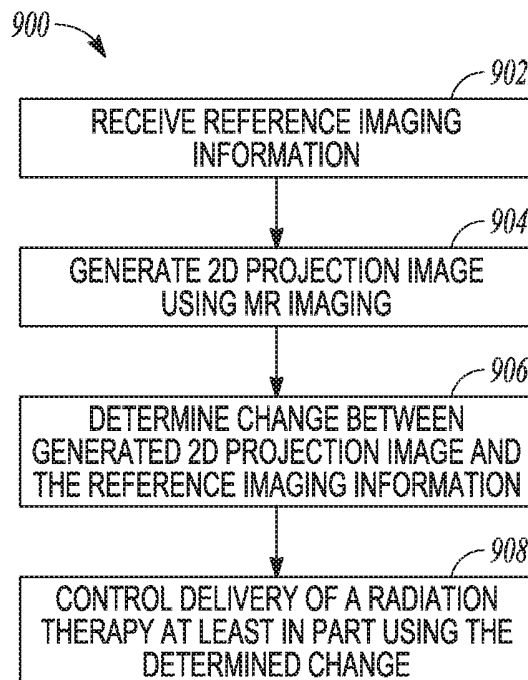 900
902
RECEIVE REFERENCE IMAGING
INFORMATION
904
GENERATE 2D PROJECTION IMAGE
USING MR IMAGING
906
DETERMINE CHANGE BETWEEN
GENERATED 2D PROJECTION IMAGE AND
THE REFERENCE IMAGING INFORMATION
908
CONTROL DELIVERY OF A RADIATION
THERAPY AT LEAST IN PART USING THE
DETERMINED CHANGE